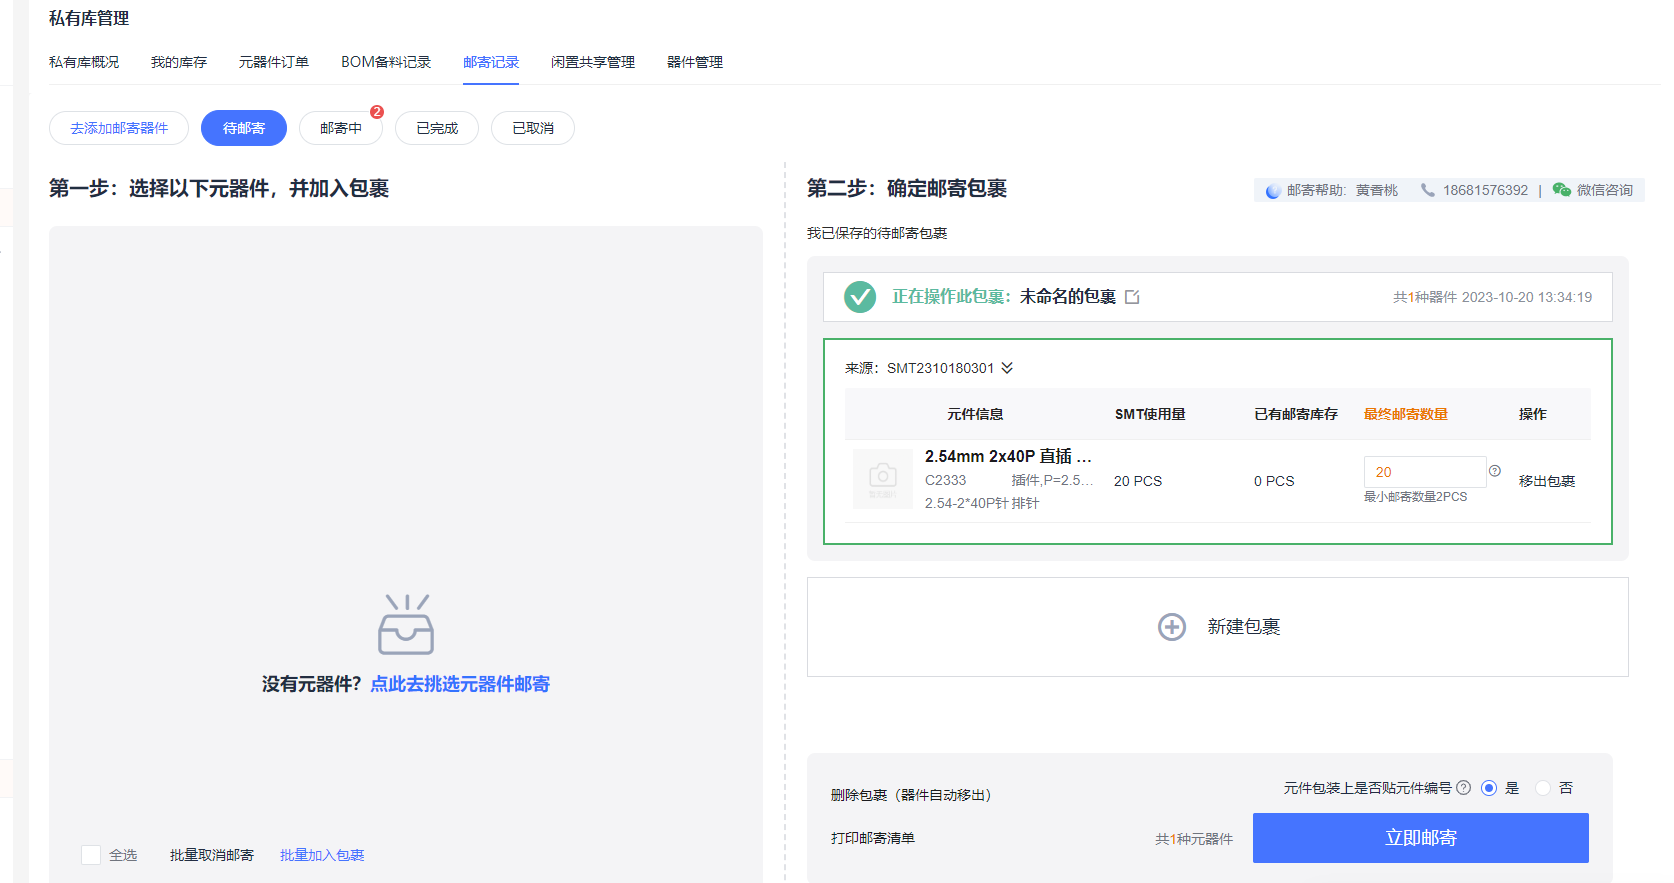 私有库管理
私有库概况 我的库存 元器件订单 BOM备料记录 邮寄记录 闲置共享管理 器件管理
去添加邮寄器件 待邮寄 邮寄中 2 已完成 已取消
第一步：选择以下元器件，并加入包裹
没有元器件？点此去挑选元器件邮寄
全选 批量取消邮寄 批量加入包裹
第二步：确定邮寄包裹
邮寄帮助: 黄香桃 18681576392 | 微信咨询
我已保存的待邮寄包裹
正在操作此包裹：未命名的包裹
共1种器件 2023-10-20 13:34:19
来源：SMT2310180301
元件信息 SMT使用量 已有邮寄库存 最终邮寄数量 操作
2.54mm 2x40P 直插 ...
C2333 插件,P=2.5...
2.54-2*40P针 排针
20 PCS 0 PCS 20 移出包裹
最小邮寄数量2PCS
新建包裹
元件包装上是否贴元件编号 是 否
删除包裹（器件自动移出）
打印邮寄清单 共1种元器件 立即邮寄